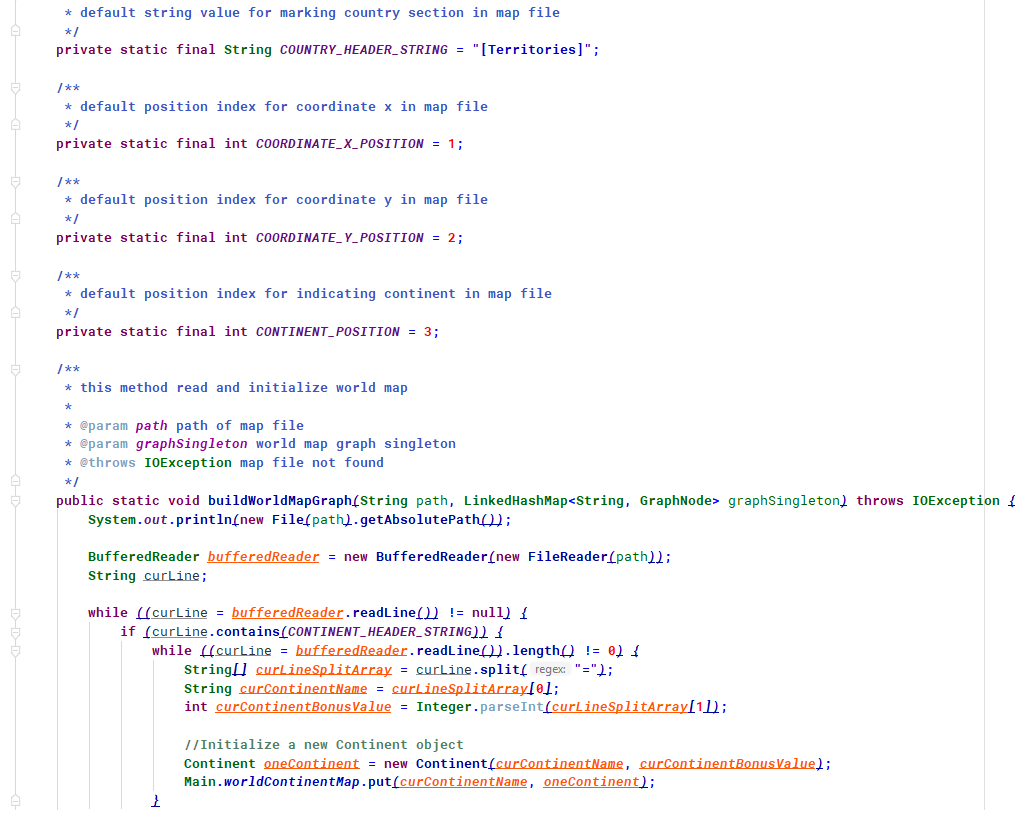 * default string value for marking country section in map file
*/
private static final String COUNTRY_HEADER_STRING = "[Territories]";
/**
* default position index for coordinate x in map file
*/
private static final int COORDINATE_X_POSITION = 1;
/**
* default position index for coordinate y in map file
*/
private static final int COORDINATE_Y_POSITION = 2;
/**
* default position index for indicating continent in map file
*/
private static final int CONTINENT_POSITION = 3;
/**
* this method read and initialize world map
*
* @param path path of map file
* @param graphSingleton world map graph singleton
* @throws IOException map file not found
*/
public static void buildWorldMapGraph(String path, LinkedHashMap<String, GraphNode> graphSingleton) throws IOException {
System.out.println(new File(path).getAbsolutePath());
BufferedReader bufferedReader = new BufferedReader(new FileReader(path));
String curLine;
while ((curLine = bufferedReader.readLine()) != null) {
if (curLine.contains(CONTINENT_HEADER_STRING)) {
while ((curLine = bufferedReader.readLine()).length() != 0) {
String[] curLineSplitArray = curLine.split( regex: "=");
String curContinentName = curLineSplitArray[0];
int curContinentBonusValue = Integer.parseInt(curLineSplitArray[1]);
//Initialize a new Continent object
Continent oneContinent = new Continent(curContinentName, curContinentBonusValue);
Main.worldContinentMap.put(curContinentName, oneContinent);
}